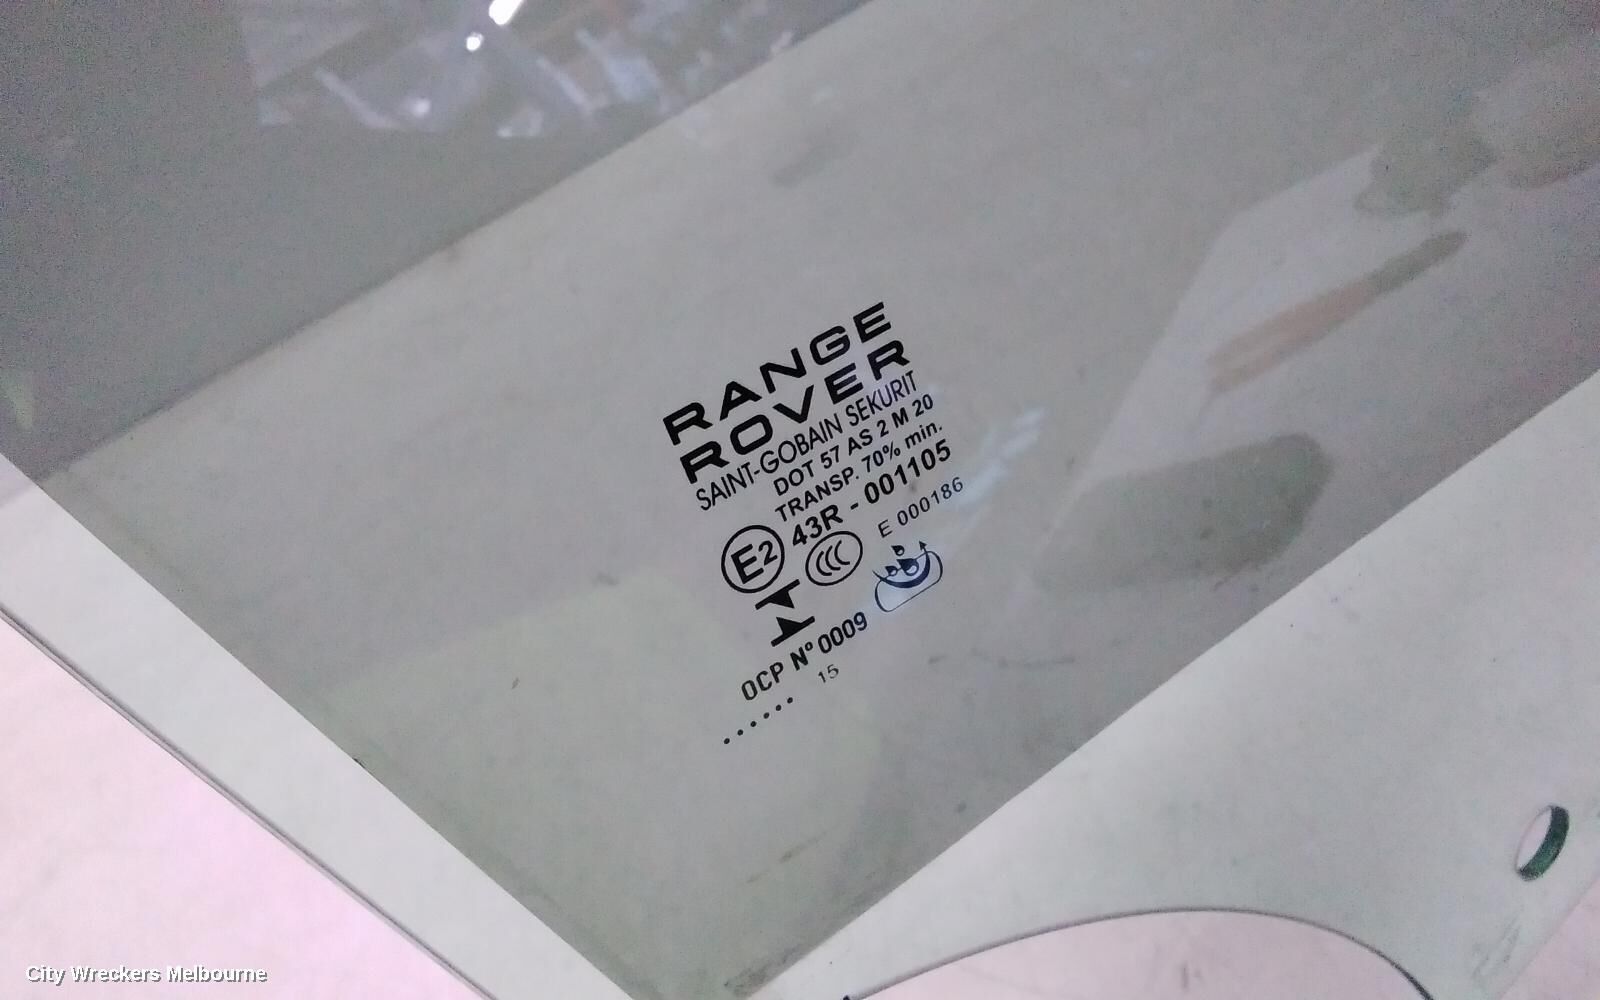 RANGE
ROVER
SAINT-GOBAIN SEKURIT
DOT 57 AS 2 M 20
TRANSP. 70% min.
43R - 001105
E2
CCC
E 000186
OCP Nº 0009
15
......
City Wreckers Melbourne